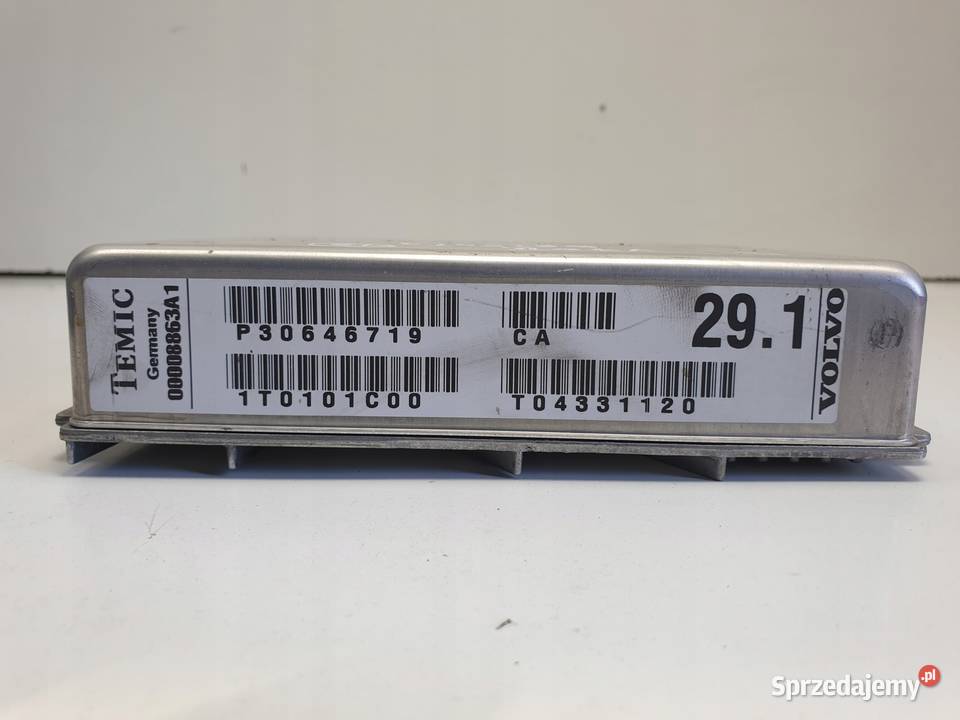 TEMIC
Germany
00008863A1
P30646719
1T0101C00
CA
T04331120
29.1
VOLVO
Sprzedajemy.pl